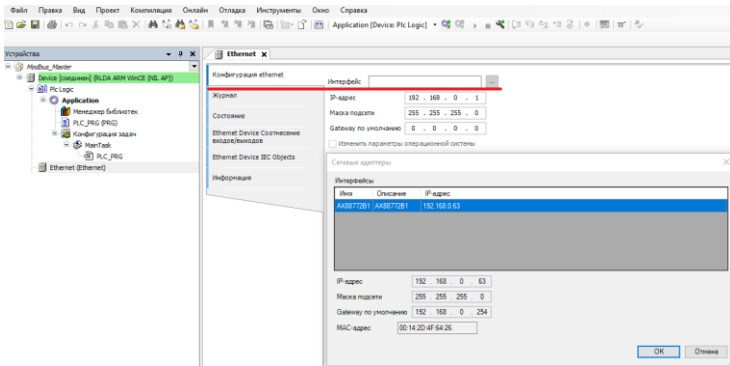 Файл Правка Вид Проект Компиляция Онлайн Отладка Инструменты Окно Справка
Application [Device: Plc Logic]
Устройства
Modbus_Master
Device [соединен] (RLDA ARM WinCE (NIL AP))
Plc Logic
Application
Менеджер библиотек
PLC_PRG (PRG)
Конфигурация задач
MainTask
PLC_PRG
Ethernet (Ethernet)
Ethernet
Конфигурация ethernet
Журнал
Состояние
Ethernet Device Соотнесение входов/выходов
Ethernet Device IEC Objects
Информация
Интерфейс ...
IP-адрес 192 . 168 . 0 . 1
Маска подсети 255 . 255 . 255 . 0
Gateway по умолчанию 0 . 0 . 0 . 0
Изменить параметры операционной системы
Сетевые адаптеры
Интерфейсы
Имя Описание IP-адрес
AX88772B1 AX88772B1 192.168.0.63
IP-адрес 192 . 168 . 0 . 63
Маска подсети 255 . 255 . 255 . 0
Gateway по умолчанию 192 . 168 . 0 . 254
MAC-адрес 00:14:2D:4F:64:26
OK Отмена